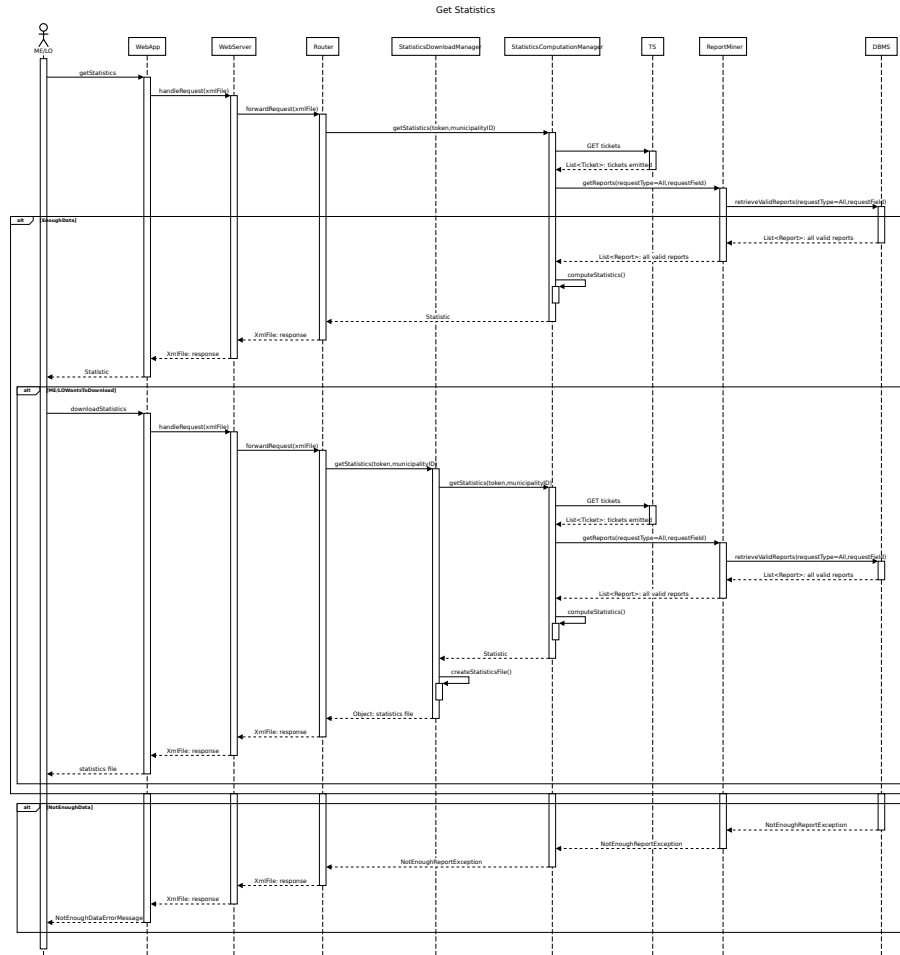 Get Statistics
ME/LO
WebApp
WebServer
Router
StatisticsDownloadManager
StatisticsComputationManager
TS
ReportMiner
DBMS
getStatistics
handleRequest(xmlFile)
forwardRequest(xmlFile)
getStatistics(token,municipalityID)
GET tickets
List<Ticket>: tickets emitted
getReports(requestType=All,requestField)
retrieveValidReports(requestType=All,requestField)
alt [EnoughData]
List<Report>: all valid reports
List<Report>: all valid reports
computeStatistics()
Statistic
XmlFile: response
XmlFile: response
Statistic
alt [ME/LOWantsToDownload]
downloadStatistics
handleRequest(xmlFile)
forwardRequest(xmlFile)
getStatistics(token,municipalityID)
getStatistics(token,municipalityID)
GET tickets
List<Ticket>: tickets emitted
getReports(requestType=All,requestField)
retrieveValidReports(requestType=All,requestField)
List<Report>: all valid reports
List<Report>: all valid reports
computeStatistics()
Statistic
createStatisticsFile()
Object: statistics file
XmlFile: response
XmlFile: response
statistics file
alt [NotEnoughData]
NotEnoughReportException
NotEnoughReportException
NotEnoughReportException
XmlFile: response
XmlFile: response
NotEnoughDataErrorMessage